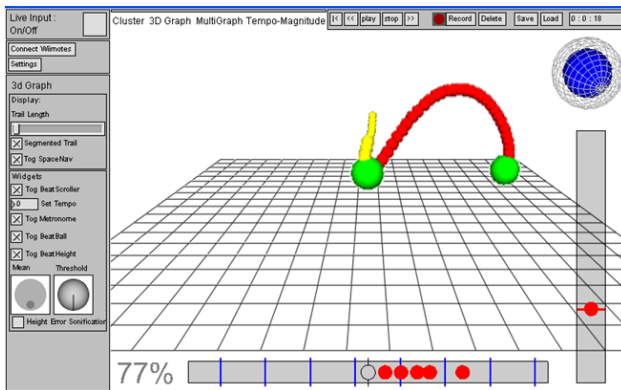 Live Input :
On/Off
Cluster 3D Graph MultiGraph Tempo-Magnitude
|< << play stop >> > Record Delete Save Load 0 : 0 : 18
Connect Wiimotes
Settings
3d Graph
Display:
Trail Length
Segmented Trail
Tog SpaceNav
Widgets
Tog BeatScroller
0 Set Tempo
Tog Metronome
Tog BeatBall
Tog BeatHeight
Mean Threshold
Height Error Sonification
77%